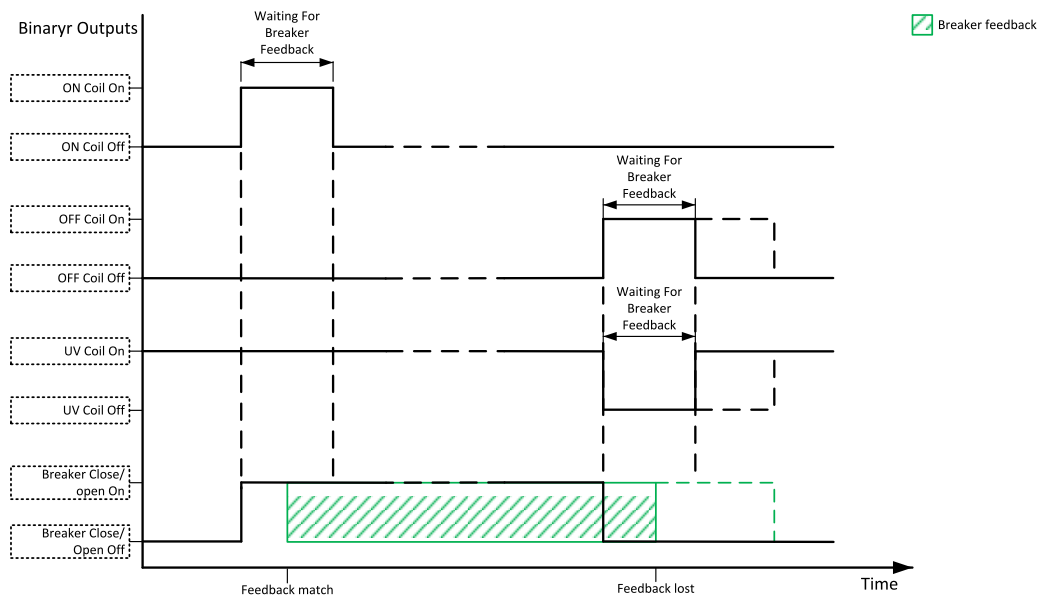 Binaryr Outputs
Waiting For
Breaker
Feedback
Breaker feedback
ON Coil On
ON Coil Off
Waiting For
Breaker
Feedback
OFF Coil On
OFF Coil Off
Waiting For
Breaker
Feedback
UV Coil On
UV Coil Off
Breaker Close/
open On
Breaker Close/
Open Off
Time
Feedback match
Feedback lost